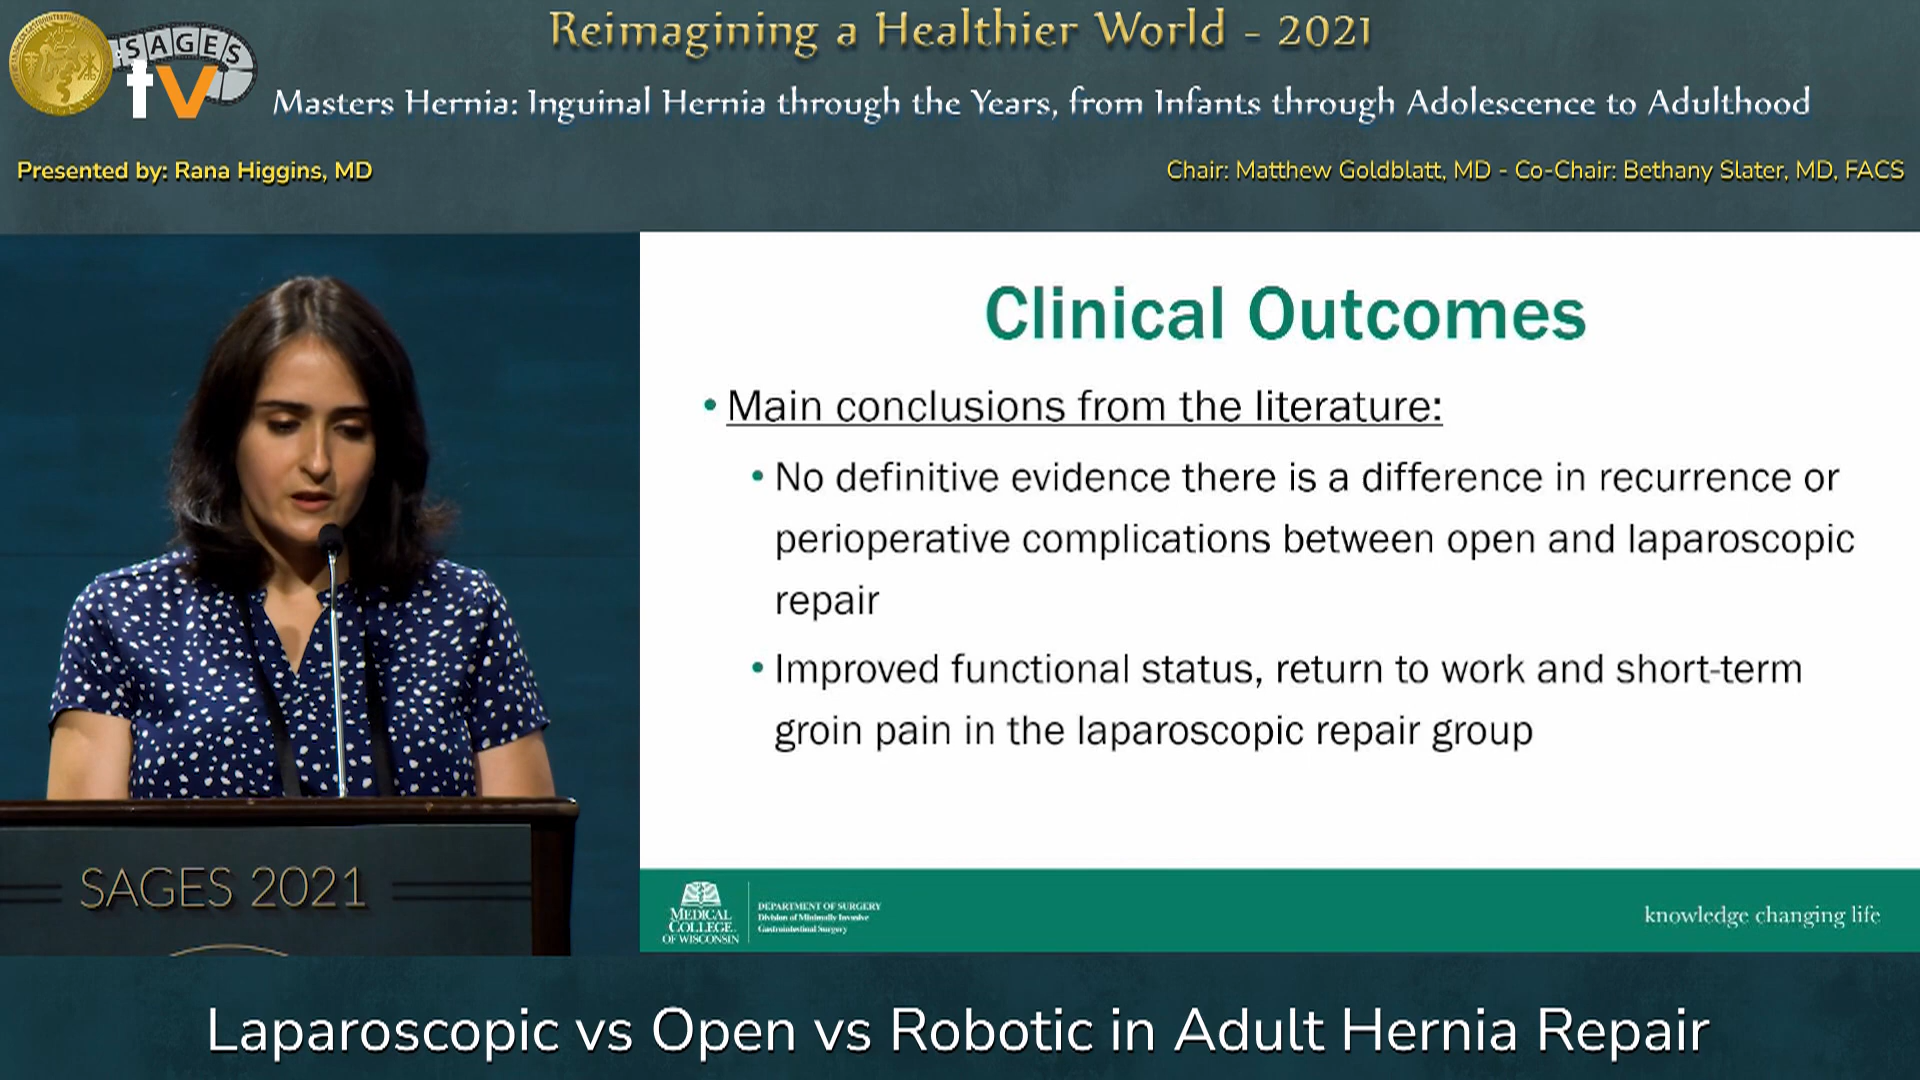 Reimagining a Healthier World - 2021
SAGES
tv
Masters Hernia: Inguinal Hernia through the Years, from Infants through Adolescence to Adulthood
Presented by: Rana Higgins, MD
Chair: Matthew Goldblatt, MD - Co-Chair: Bethany Slater, MD, FACS
Clinical Outcomes
• Main conclusions from the literature:
• No definitive evidence there is a difference in recurrence or
perioperative complications between open and laparoscopic
repair
• Improved functional status, return to work and short-term
groin pain in the laparoscopic repair group
SAGES 2021
MEDICAL
COLLEGE
OF WISCONSIN
DEPARTMENT OF SURGERY
Division of Minimally Invasive
Gastrointestinal Surgery
knowledge changing life
Laparoscopic vs Open vs Robotic in Adult Hernia Repair